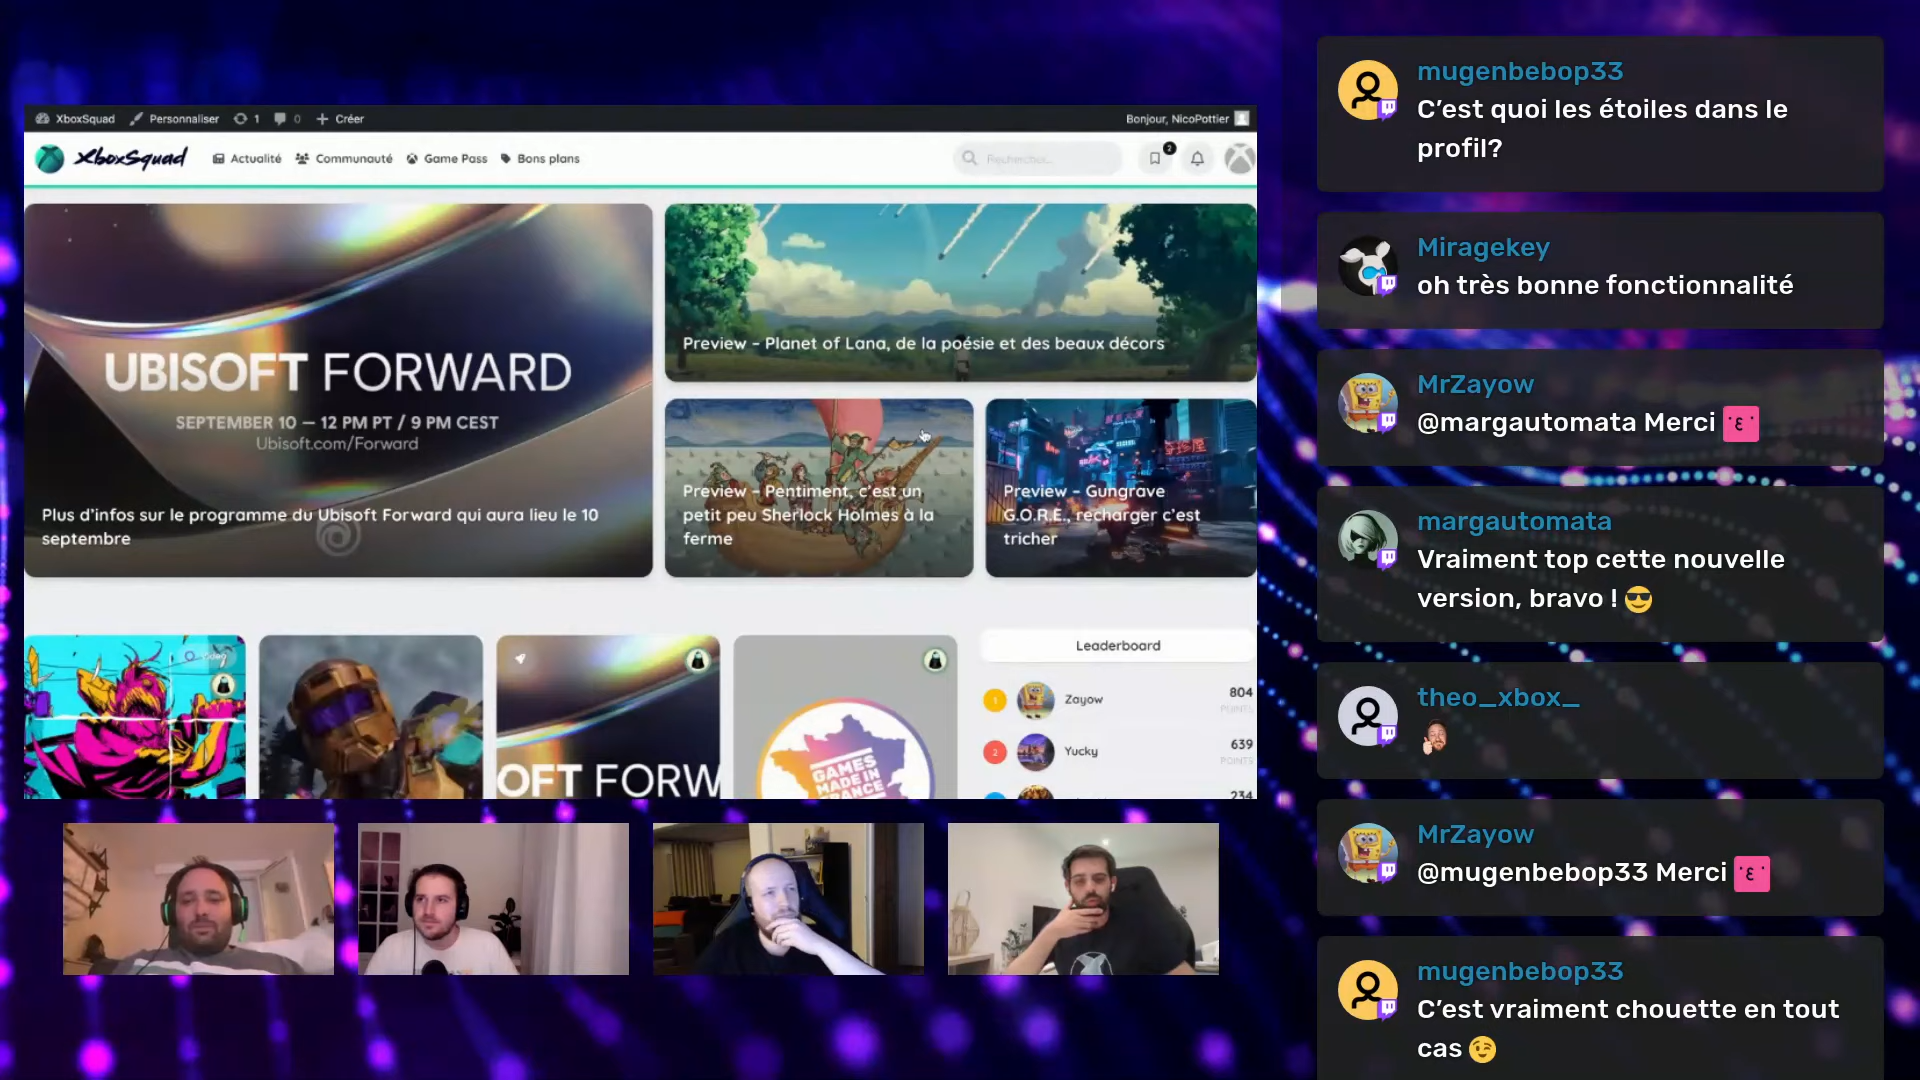 XboxSquad Personnaliser 1 0 Créer Bonjour, NicoPottier
XboxSquad Actualité Communauté Game Pass Bons plans Rechercher... 2
UBISOFT FORWARD
SEPTEMBER 10 — 12 PM PT / 9 PM CEST
Ubisoft.com/Forward
Plus d’infos sur le programme du Ubisoft Forward qui aura lieu le 10
septembre
Preview – Planet of Lana, de la poésie et des beaux décors
Preview – Pentiment, c’est un
petit peu Sherlock Holmes à la
ferme
Preview – Gungrave
G.O.R.E., recharger c’est
tricher
Video
OFT FORW
GAMES
MADE IN
FRANCE
Leaderboard
1 Zayow 804
POINTS
2 Yucky 639
POINTS
234
mugenbebop33
C’est quoi les étoiles dans le
profil?
Miragekey
oh très bonne fonctionnalité
MrZayow
@margautomata Merci
margautomata
Vraiment top cette nouvelle
version, bravo ! 😎
theo_xbox_
MrZayow
@mugenbebop33 Merci
mugenbebop33
C’est vraiment chouette en tout
cas 😉